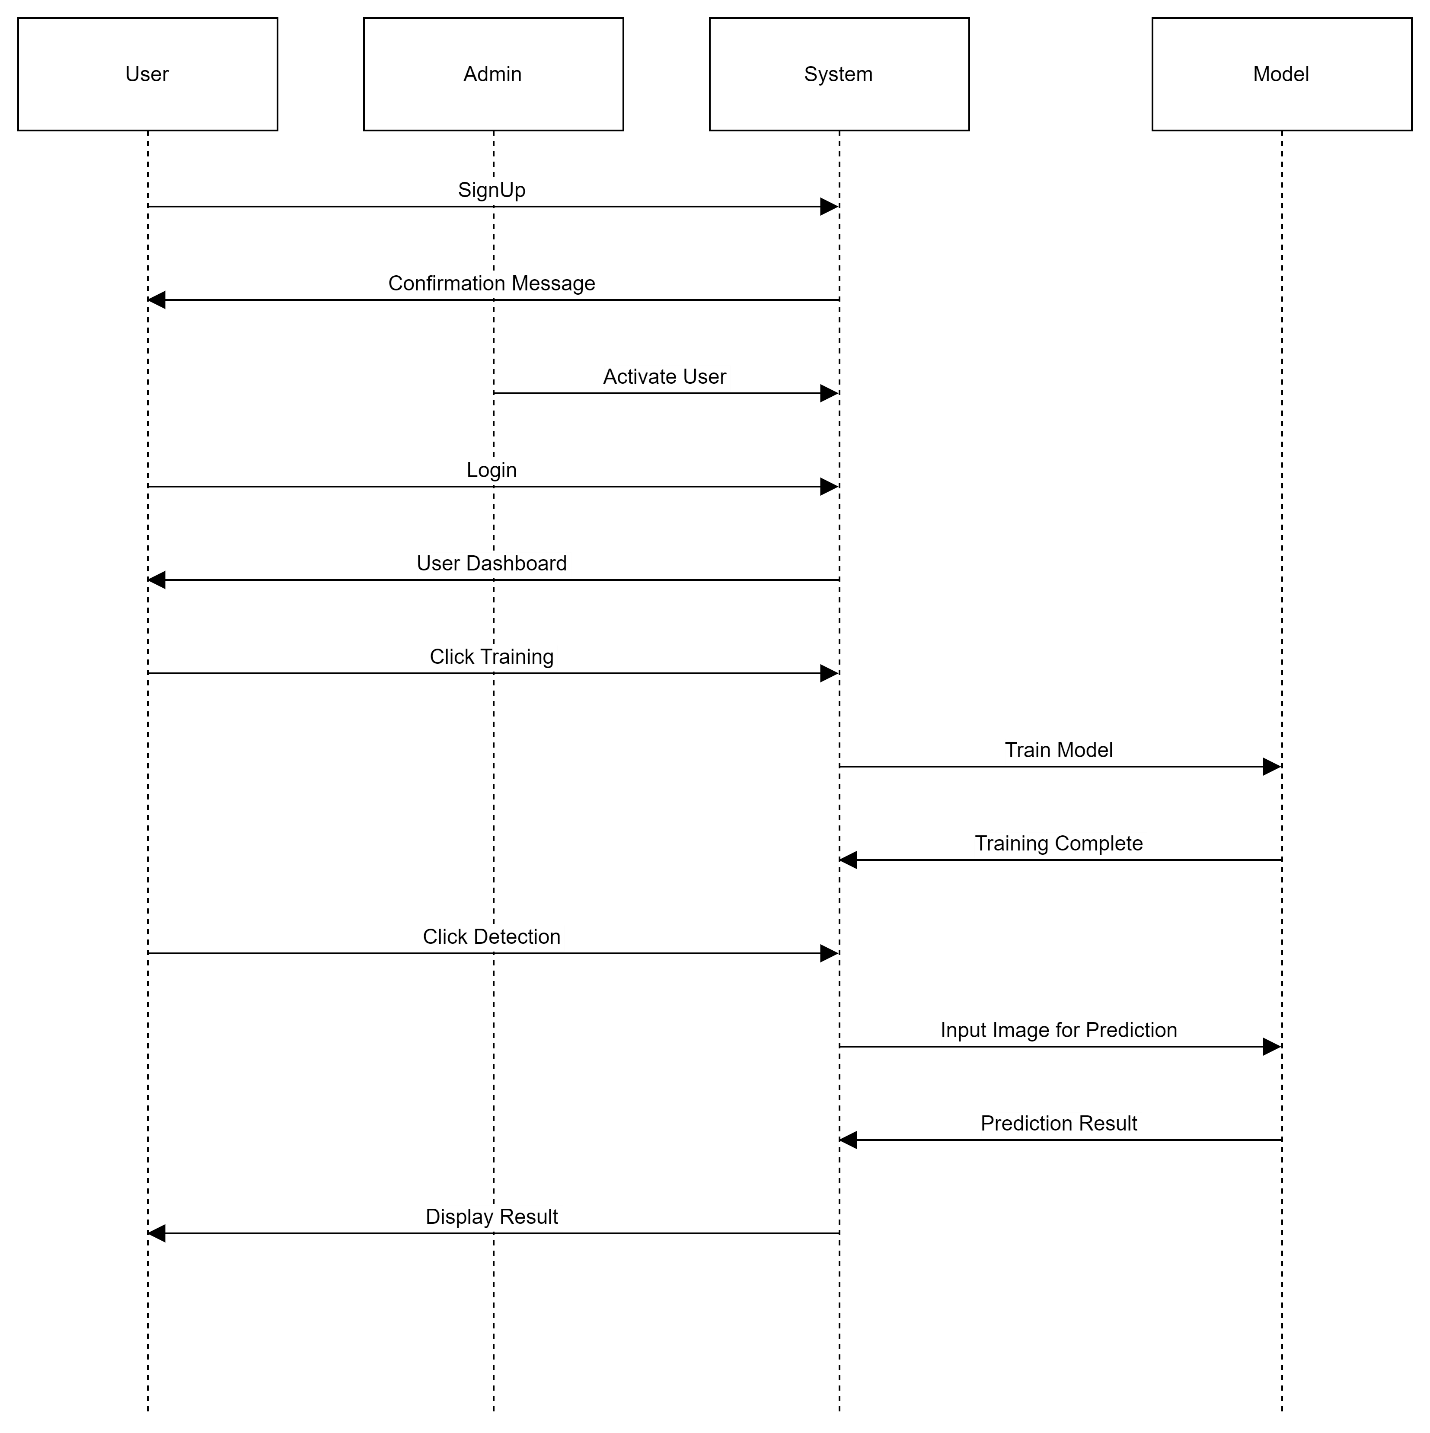 User
Admin
System
Model
SignUp
Confirmation Message
Activate User
Login
User Dashboard
Click Training
Train Model
Training Complete
Click Detection
Input Image for Prediction
Prediction Result
Display Result